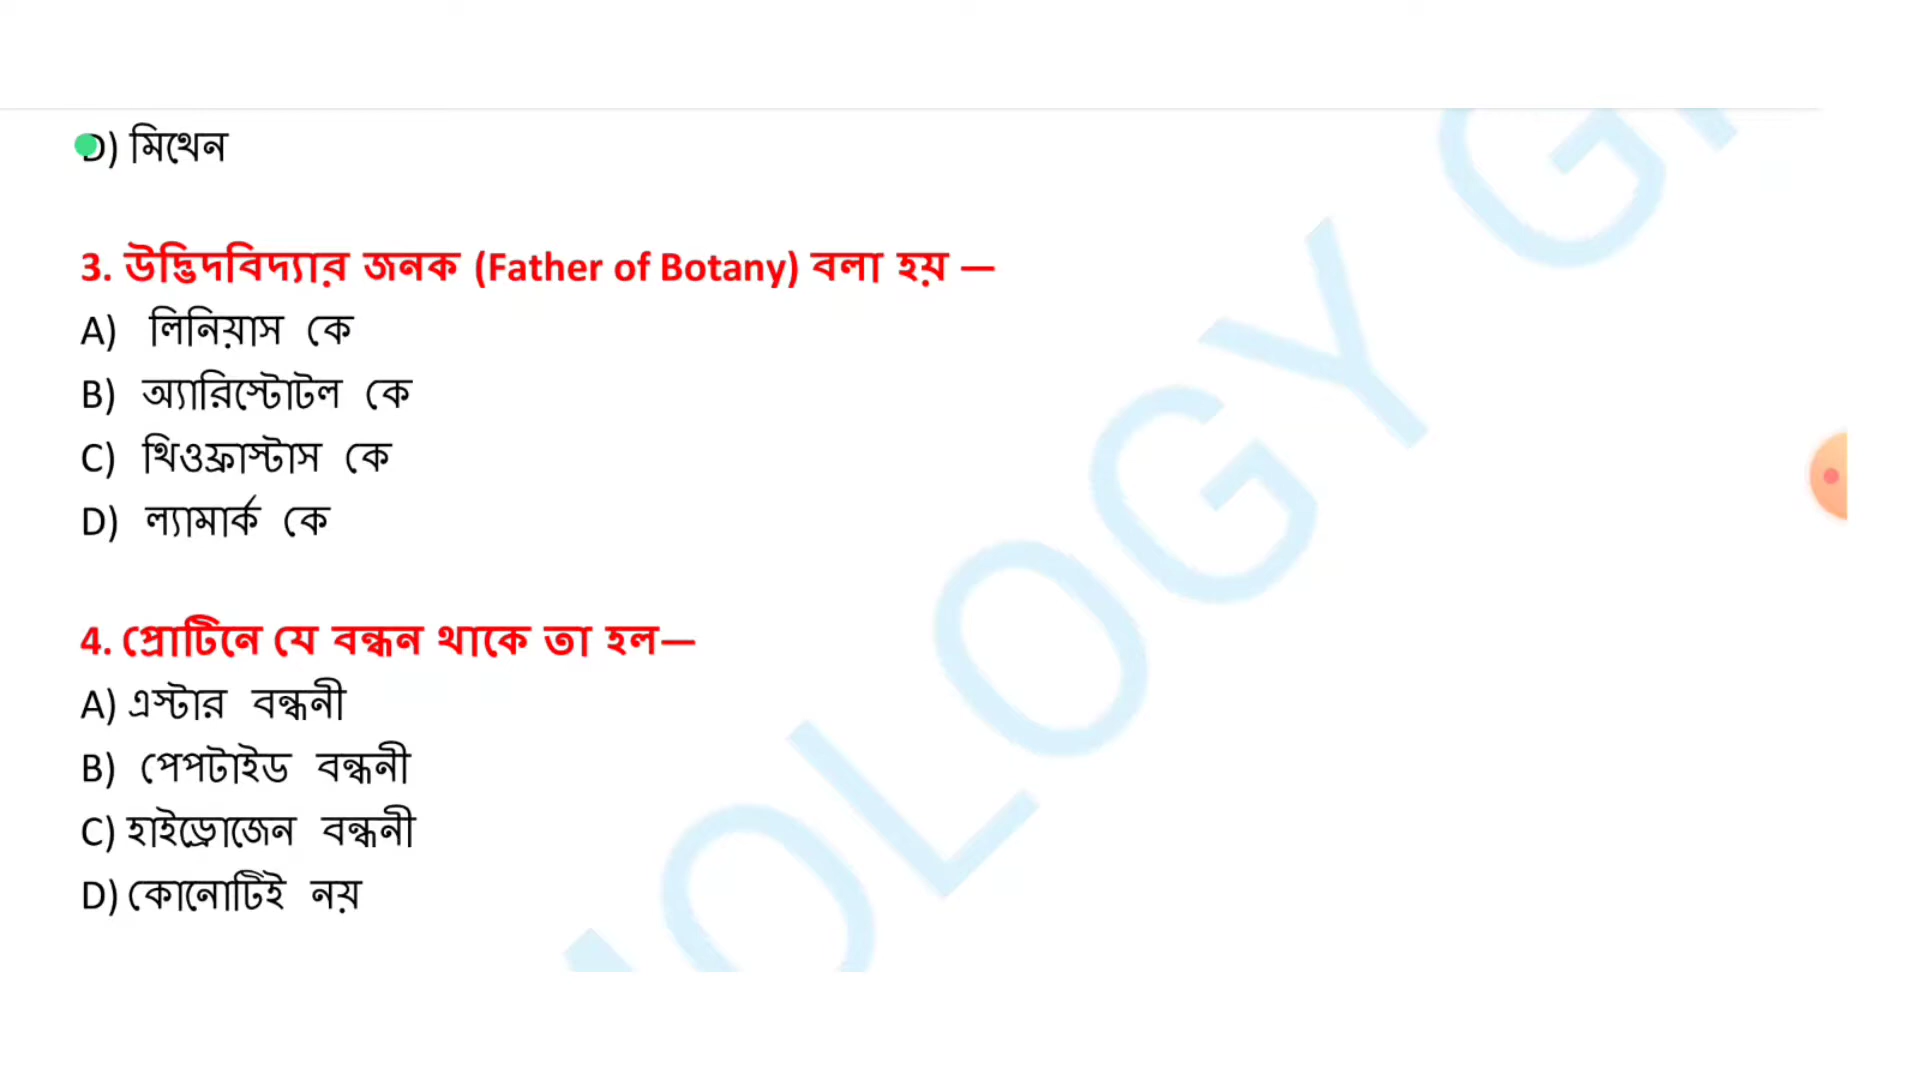 D) মিথেন
3. উদ্ভিদবিদ্যার জনক (Father of Botany) বলা হয় —
A) লিনিয়াস কে
B) অ্যারিস্টোটল কে
C) থিওফ্রাস্টাস কে
D) ল্যামার্ক কে
4. প্রোটিনে যে বন্ধন থাকে তা হল—
A) এস্টার বন্ধনী
B) পেপটাইড বন্ধনী
C) হাইড্রোজেন বন্ধনী
D) কোনোটিই নয়
OLOGY G